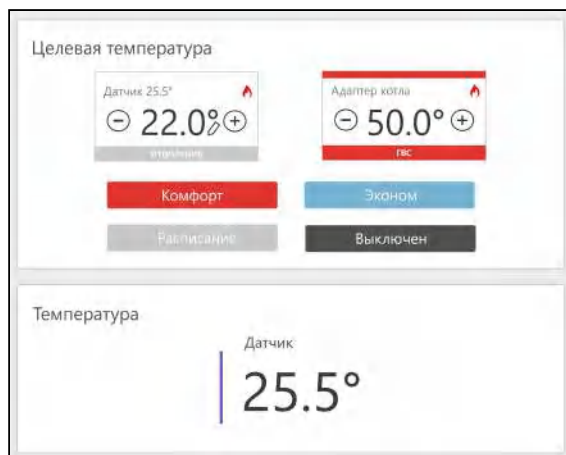 Целевая температура
Датчик 25.5°
22.0°
отопление
Адаптер котла
50.0°
ГВС
Комфорт
Эконом
Расписание
Выключен
Температура
Датчик
25.5°